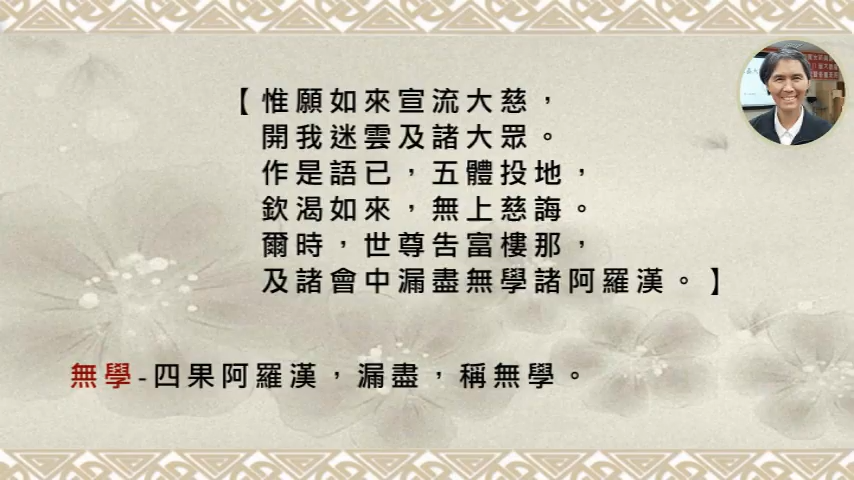 【惟願如來宣流大慈，
開我迷雲及諸大眾。
作是語已，五體投地，
欽渴如來，無上慈誨。
爾時，世尊告富樓那，
及諸會中漏盡無學諸阿羅漢。】
無學-四果阿羅漢，漏盡，稱無學。